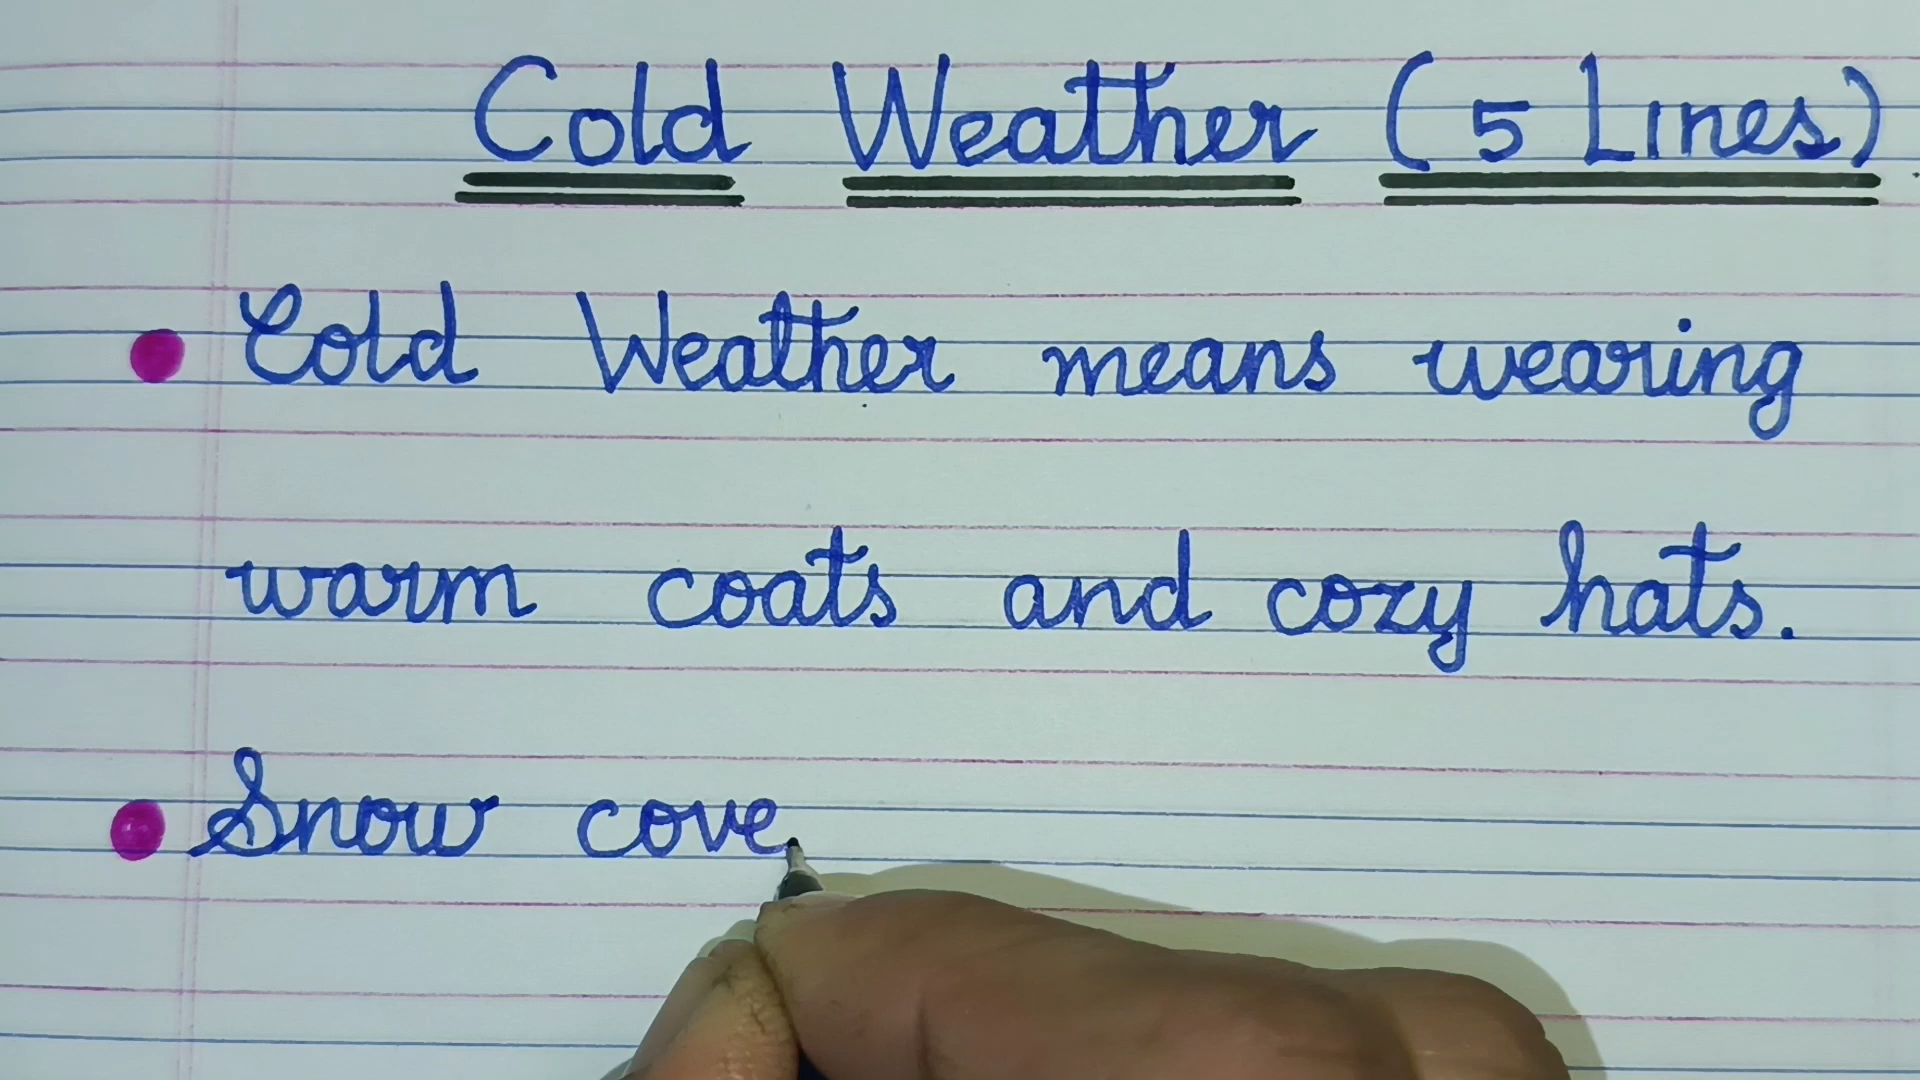 Cold Weather (5 Lines)
Cold Weather means wearing
warm coats and cozy hats.
Snow cove